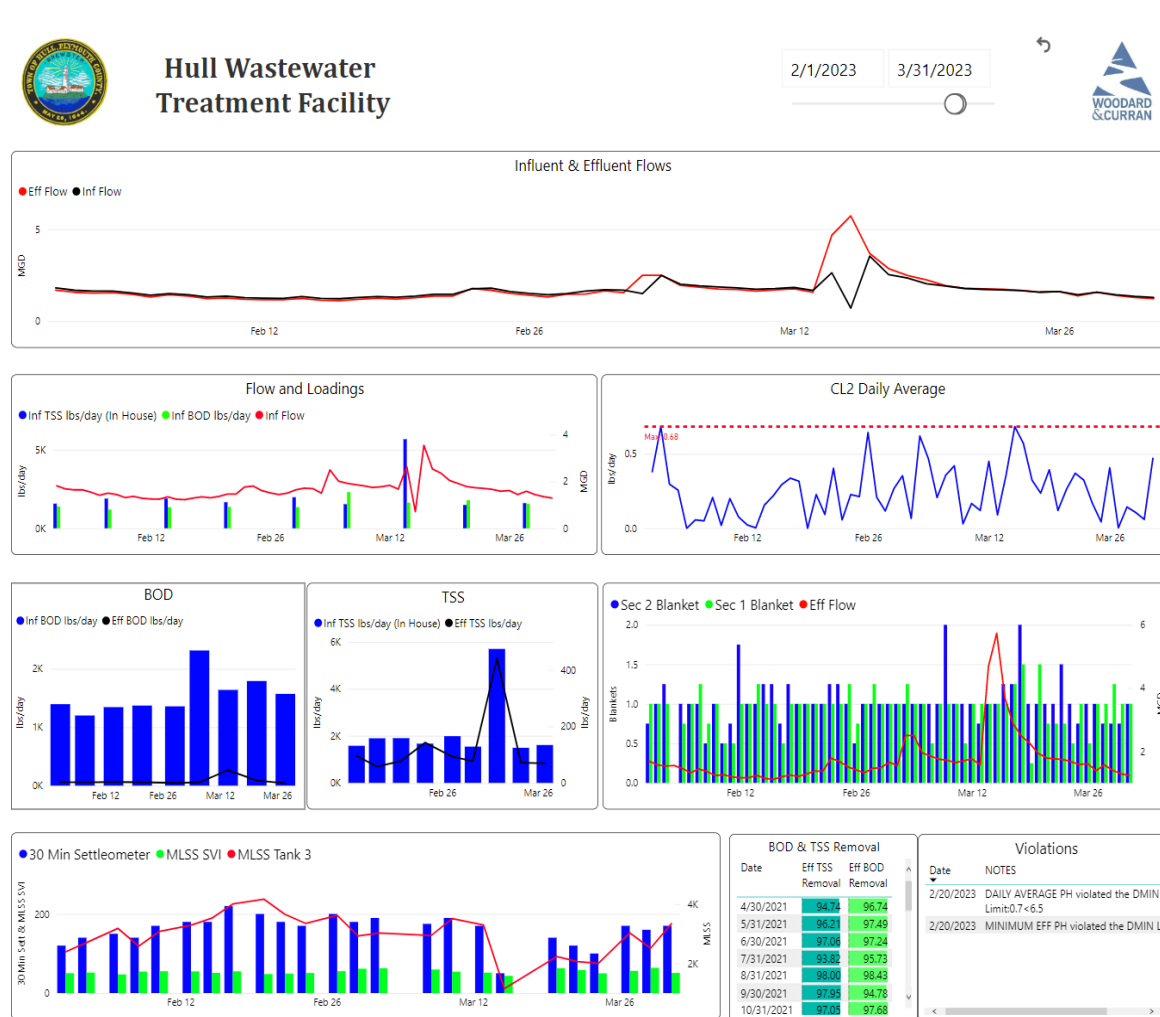 TOWN OF HULL, PLYMOUTH COUNTY,
MAY 29, 1644.
Hull Wastewater
Treatment Facility
2/1/2023 3/31/2023
WOODARD
&CURRAN
Influent & Effluent Flows
Eff Flow Inf Flow
5
MGD
0
Feb 12 Feb 26 Mar 12 Mar 26
Flow and Loadings
Inf TSS lbs/day (In House) Inf BOD lbs/day Inf Flow
5K
0K
lbs/day
4
2
0
MGD
Feb 12 Feb 26 Mar 12 Mar 26
CL2 Daily Average
Max 0.68
0.5
0.0
lbs/day
Feb 12 Feb 26 Mar 12 Mar 26
BOD
Inf BOD lbs/day Eff BOD lbs/day
2K
1K
0K
lbs/day
Feb 12 Feb 26 Mar 12 Mar 26
TSS
Inf TSS lbs/day (In House) Eff TSS lbs/day
6K
4K
2K
0K
lbs/day
400
200
0
lbs/day
Feb 26 Mar 26
Sec 2 Blanket Sec 1 Blanket Eff Flow
2.0
1.5
1.0
0.5
0.0
Blankets
6
4
2
MGD
Feb 12 Feb 26 Mar 12 Mar 26
30 Min Settleometer MLSS SVI MLSS Tank 3
200
0
30 Min Sett & MLSS SVI
4K
2K
MLSS
Feb 12 Feb 26 Mar 12 Mar 26
BOD & TSS Removal
Date Eff TSS Eff BOD
Removal Removal
4/30/2021 94.74 96.74
5/31/2021 96.21 97.49
6/30/2021 97.06 97.24
7/31/2021 93.82 95.73
8/31/2021 98.00 98.43
9/30/2021 97.95 94.78
10/31/2021 97.05 97.68
Violations
Date NOTES
2/20/2023 DAILY AVERAGE PH violated the DMIN
Limit:0.7<6.5
2/20/2023 MINIMUM EFF PH violated the DMIN L